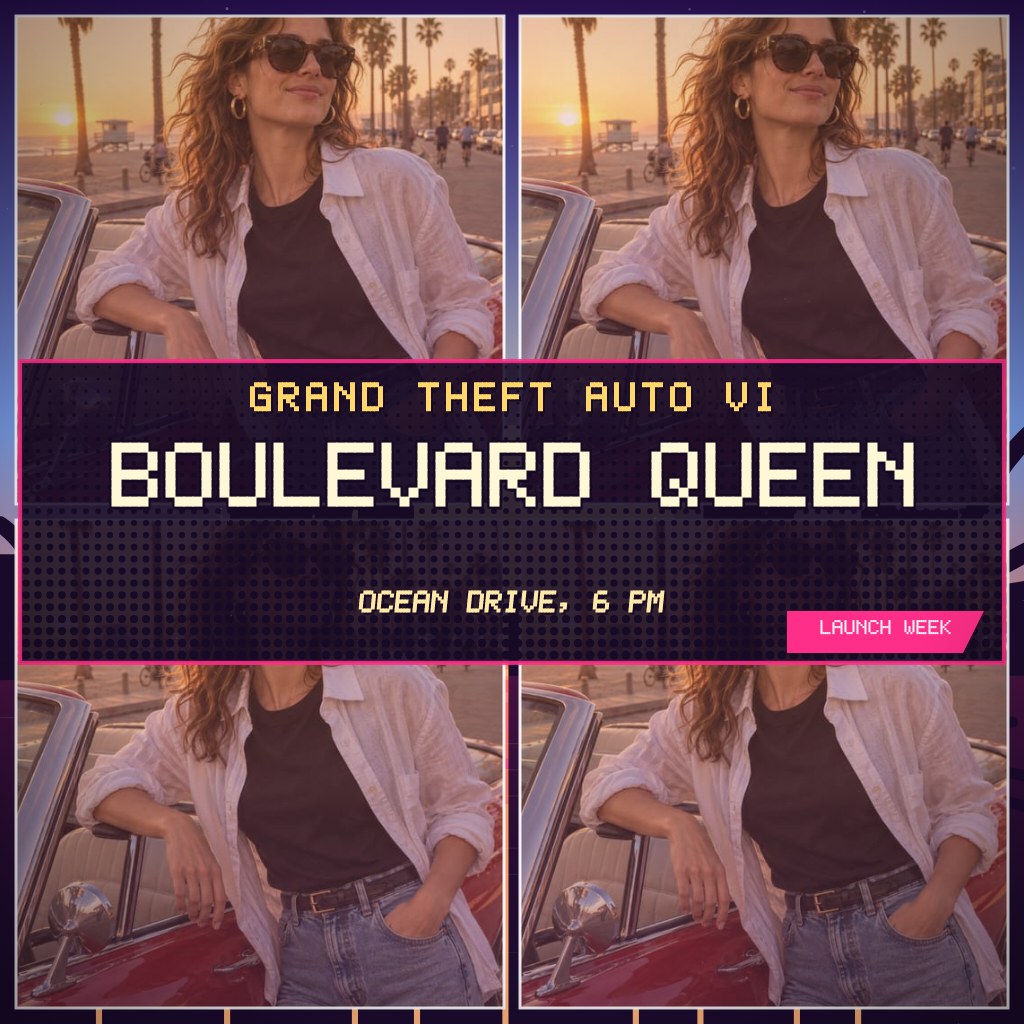 GRAND THEFT AUTO VI
BOULEVARD QUEEN
OCEAN DRIVE, 6 PM
LAUNCH WEEK